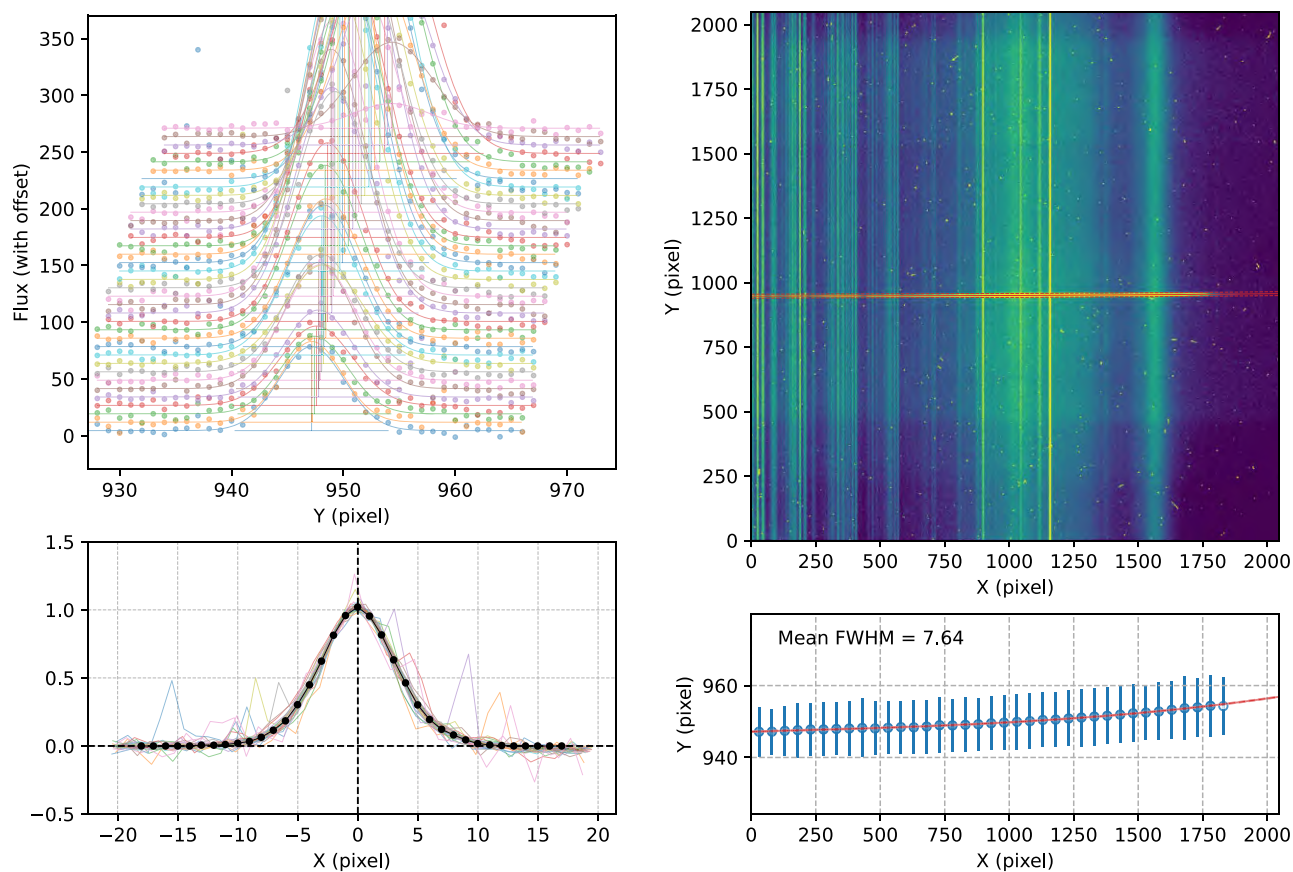 350
300
250
200
150
100
50
0
930 940 950 960 970
Y (pixel)
Flux (with offset)
2000
1750
1500
1250
1000
750
500
250
0
0 250 500 750 1000 1250 1500 1750 2000
X (pixel)
Y (pixel)
1.5
1.0
0.5
0.0
−0.5
−20 −15 −10 −5 0 5 10 15 20
X (pixel)
Mean FWHM = 7.64
960
940
0 250 500 750 1000 1250 1500 1750 2000
X (pixel)
Y (pixel)